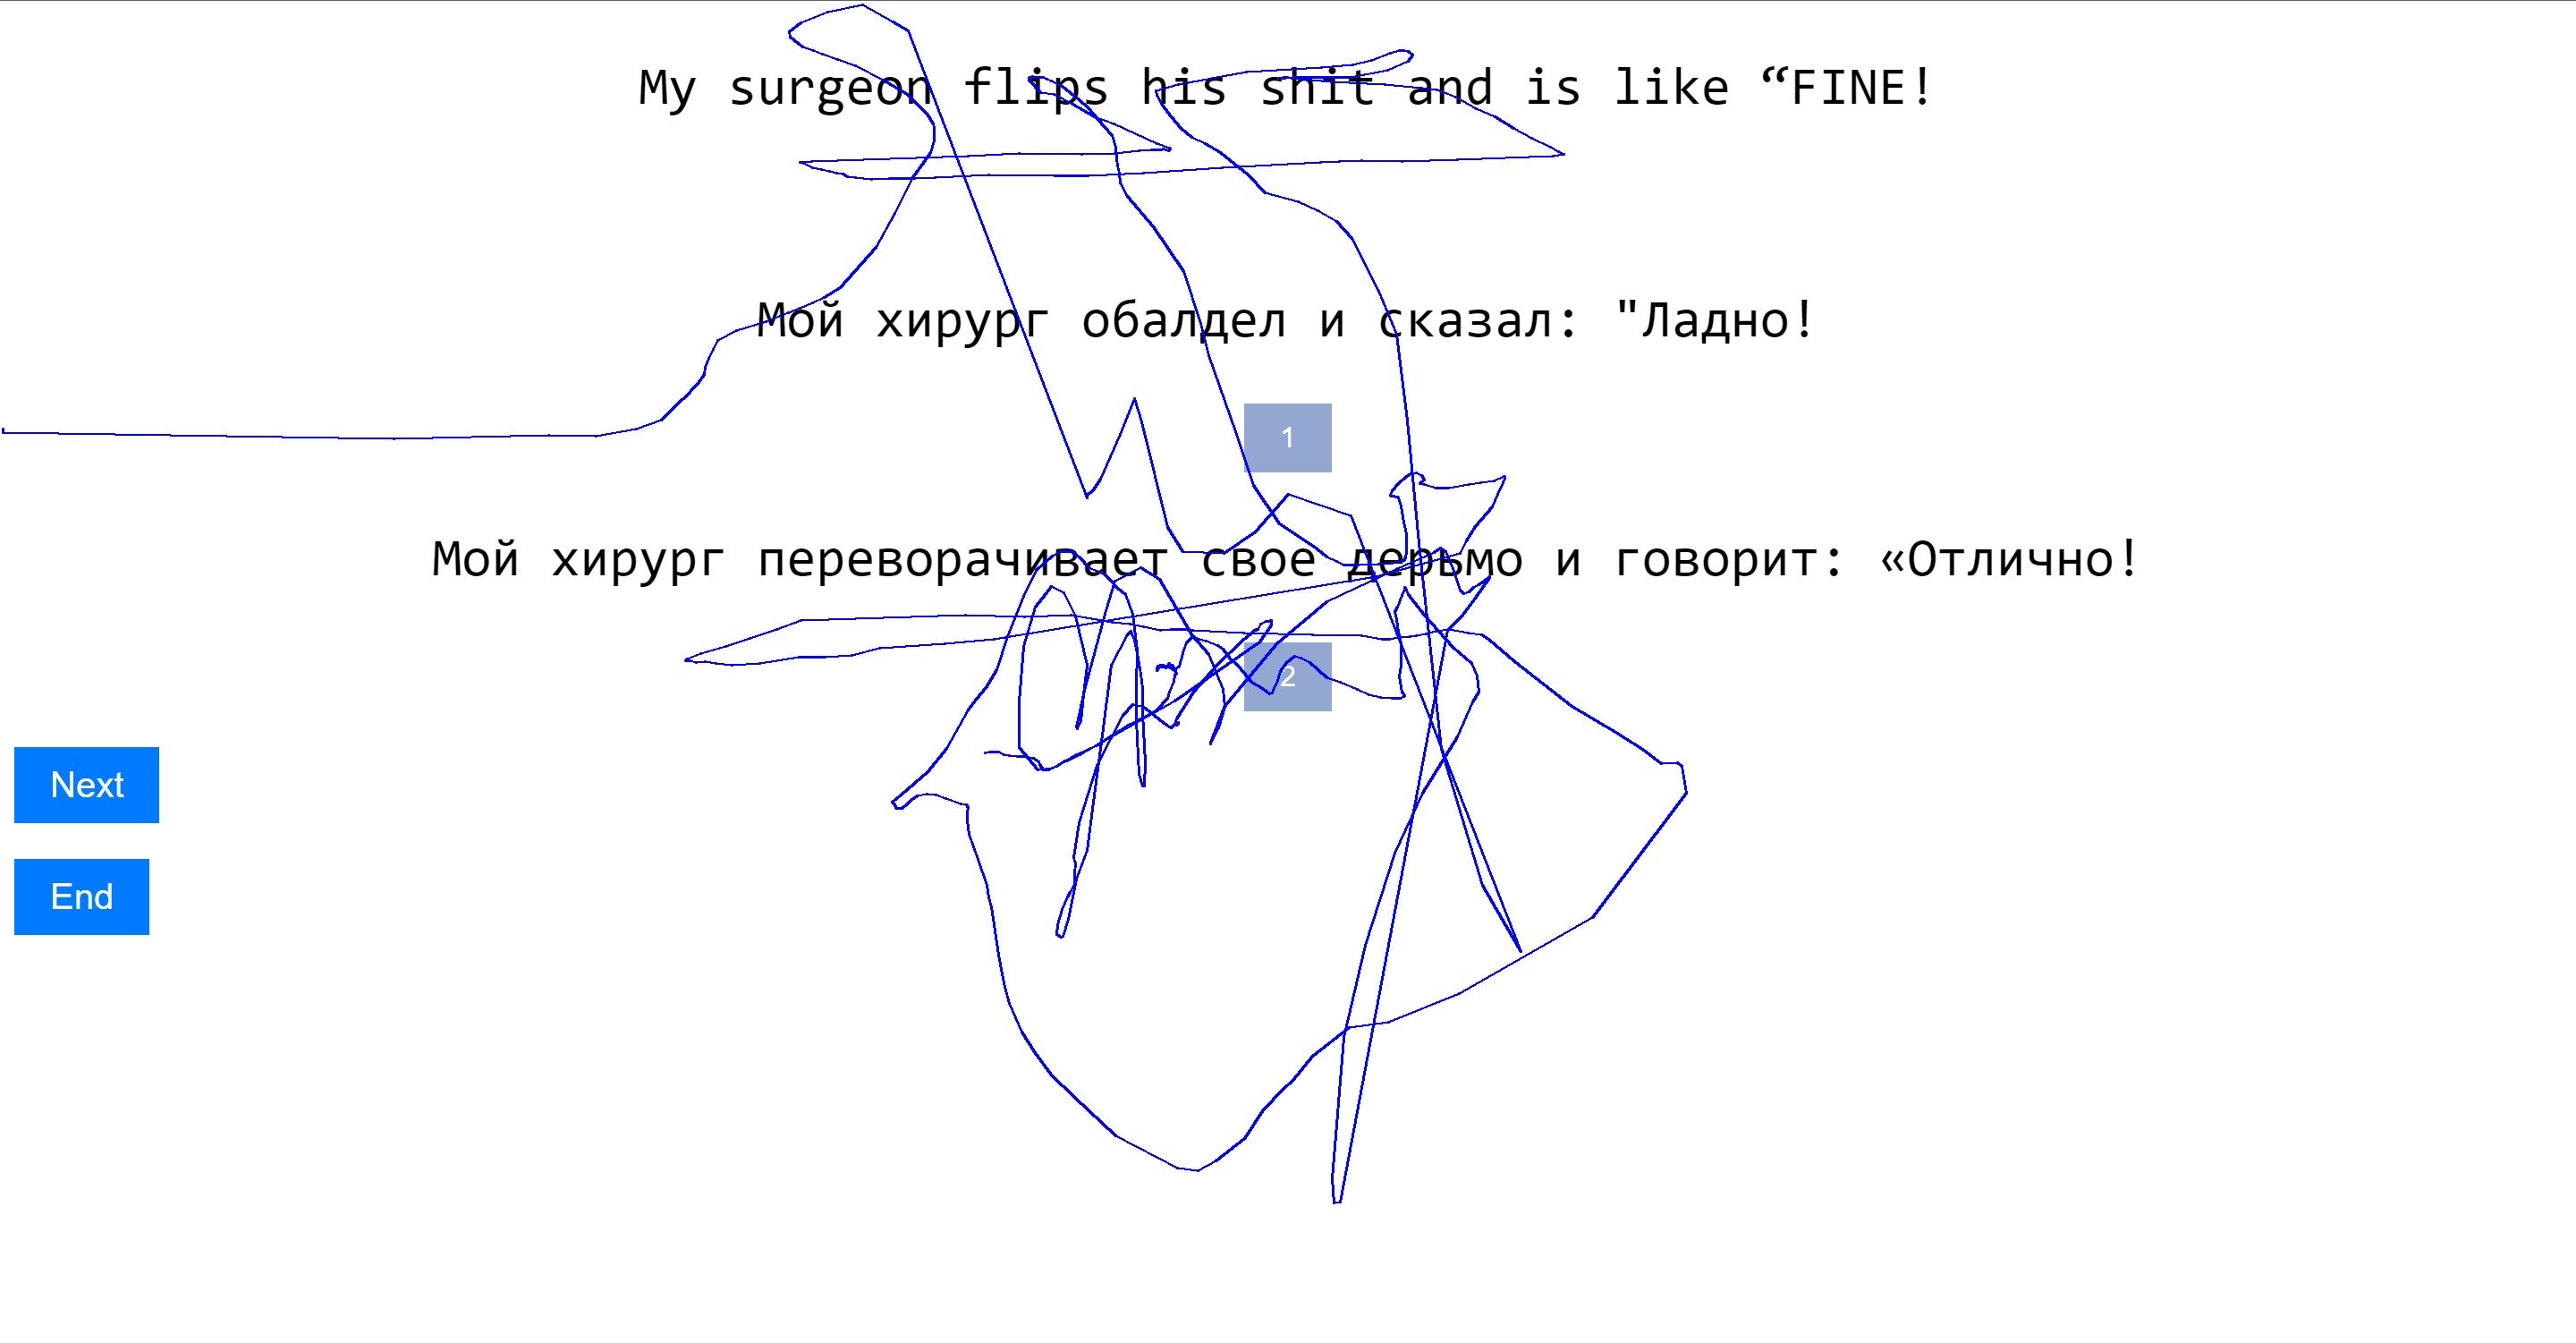 My surgeon flips his shit and is like “FINE!
Мой хирург обалдел и сказал: "Ладно!
1
Мой хирург переворачивает свое дерьмо и говорит: «Отлично!
2
Next
End